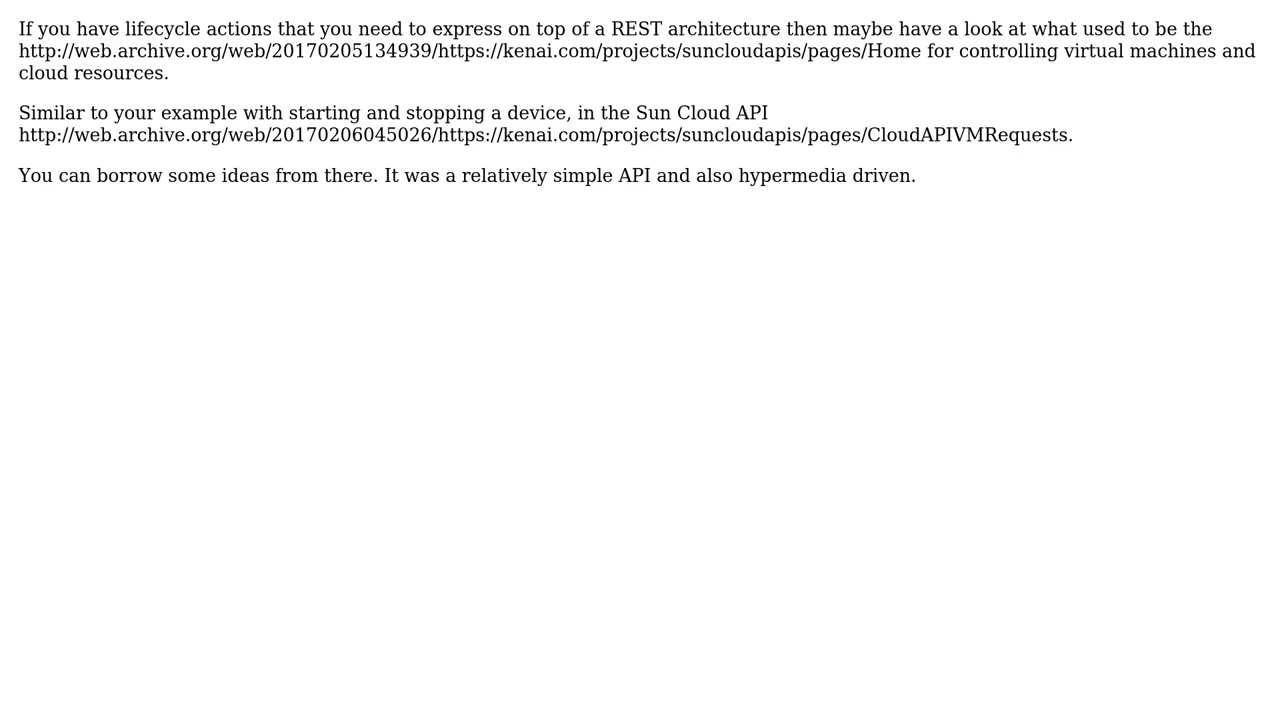 If you have lifecycle actions that you need to express on top of a REST architecture then maybe have a look at what used to be the
http://web.archive.org/web/20170205134939/https://kenai.com/projects/suncloudapis/pages/Home for controlling virtual machines and
cloud resources.
Similar to your example with starting and stopping a device, in the Sun Cloud API
http://web.archive.org/web/20170206045026/https://kenai.com/projects/suncloudapis/pages/CloudAPIVMRequests.
You can borrow some ideas from there. It was a relatively simple API and also hypermedia driven.